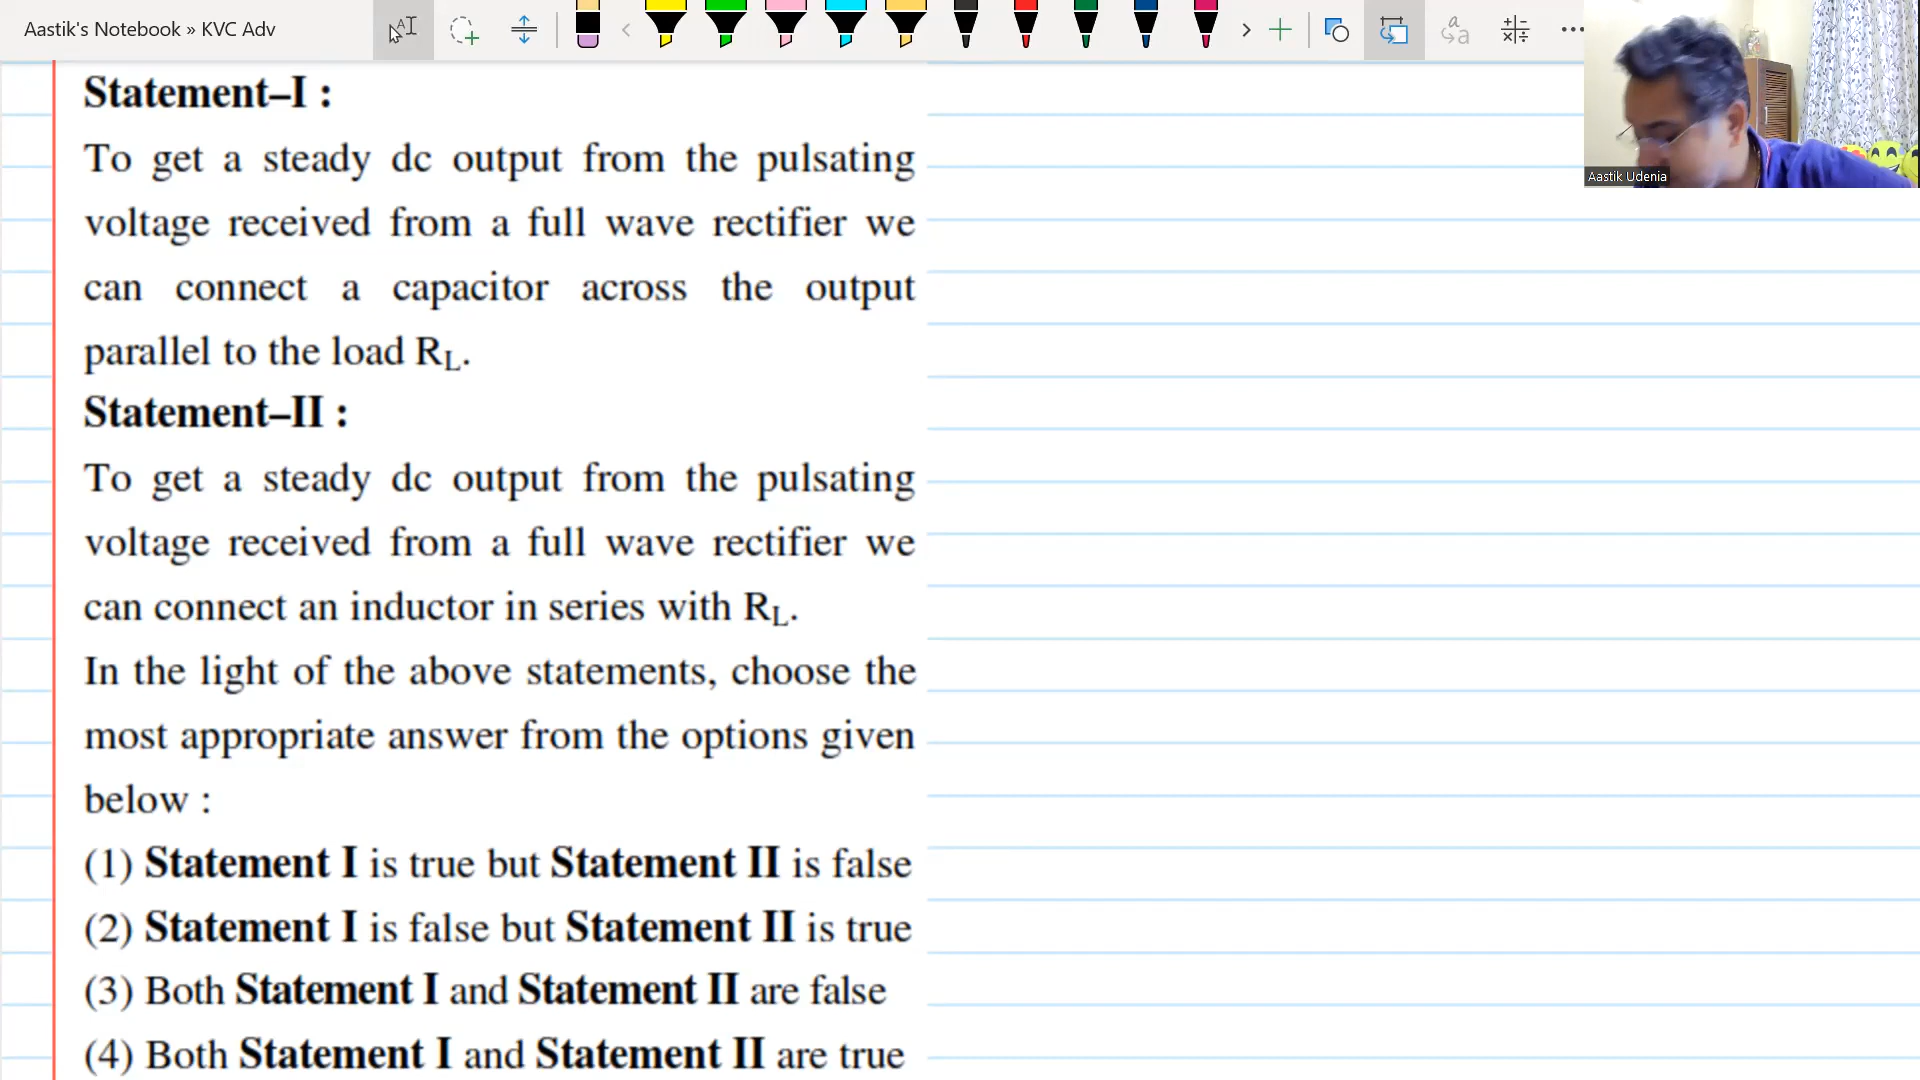 Aastik's Notebook » KVC Adv
Aastik Udenia
Statement–I :
To get a steady dc output from the pulsating
voltage received from a full wave rectifier we
can connect a capacitor across the output
parallel to the load R_L.
Statement–II :
To get a steady dc output from the pulsating
voltage received from a full wave rectifier we
can connect an inductor in series with R_L.
In the light of the above statements, choose the
most appropriate answer from the options given
below :
(1) Statement I is true but Statement II is false
(2) Statement I is false but Statement II is true
(3) Both Statement I and Statement II are false
(4) Both Statement I and Statement II are true